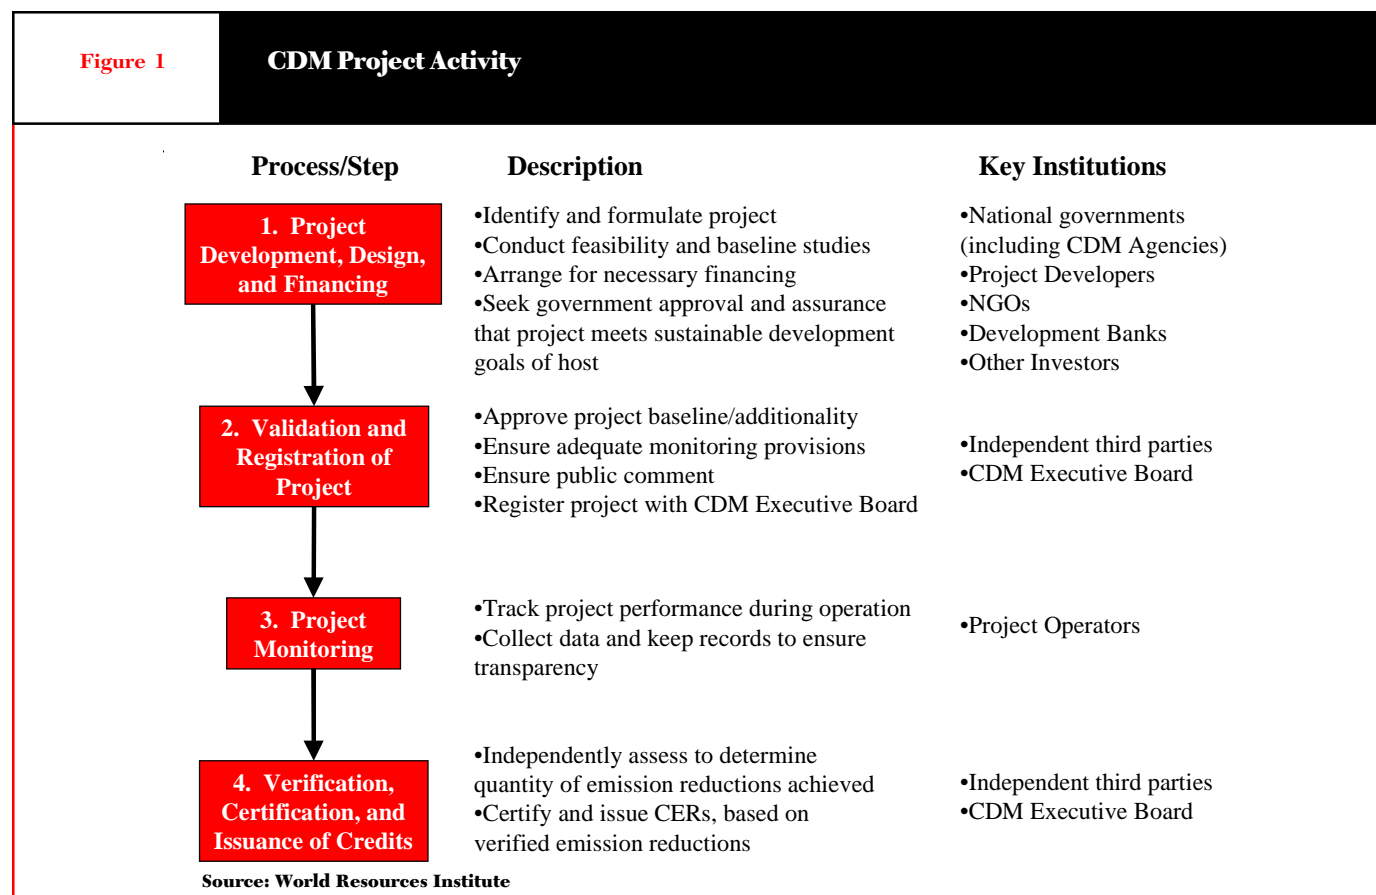 Figure 1
CDM Project Activity
Process/Step
Description
Key Institutions
1. Project
Development, Design,
and Financing
•Identify and formulate project
•Conduct feasibility and baseline studies
•Arrange for necessary financing
•Seek government approval and assurance
that project meets sustainable development
goals of host
•National governments
(including CDM Agencies)
•Project Developers
•NGOs
•Development Banks
•Other Investors
2. Validation and
Registration of
Project
•Approve project baseline/additionality
•Ensure adequate monitoring provisions
•Ensure public comment
•Register project with CDM Executive Board
•Independent third parties
•CDM Executive Board
3. Project
Monitoring
•Track project performance during operation
•Collect data and keep records to ensure
transparency
•Project Operators
4. Verification,
Certification, and
Issuance of Credits
•Independently assess to determine
quantity of emission reductions achieved
•Certify and issue CERs, based on
verified emission reductions
•Independent third parties
•CDM Executive Board
Source: World Resources Institute